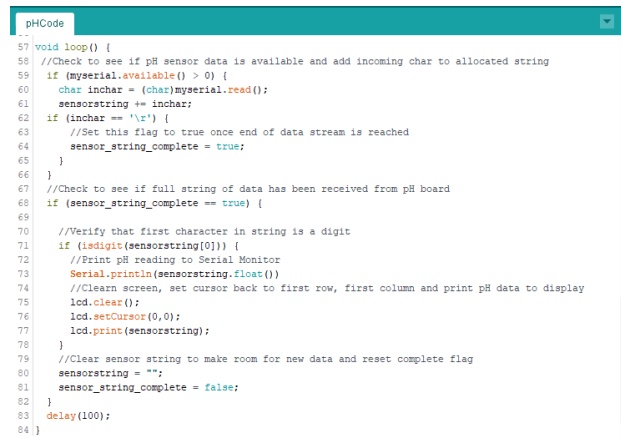 pHCode
57 void loop() {
58 //Check to see if pH sensor data is available and add incoming char to allocated string
59 if (myserial.available() > 0) {
60 char inchar = (char)myserial.read();
61 sensorstring += inchar;
62 if (inchar == '\r') {
63 //Set this flag to true once end of data stream is reached
64 sensor_string_complete = true;
65 }
66 }
67 //Check to see if full string of data has been received from pH board
68 if (sensor_string_complete == true) {
69
70 //Verify that first character in string is a digit
71 if (isdigit(sensorstring[0])) {
72 //Print pH reading to Serial Monitor
73 Serial.println(sensorstring.float())
74 //Clearn screen, set cursor back to first row, first column and print pH data to display
75 lcd.clear();
76 lcd.setCursor(0,0);
77 lcd.print(sensorstring);
78 }
79 //Clear sensor string to make room for new data and reset complete flag
80 sensorstring = "";
81 sensor_string_complete = false;
82 }
83 delay(100);
84 }